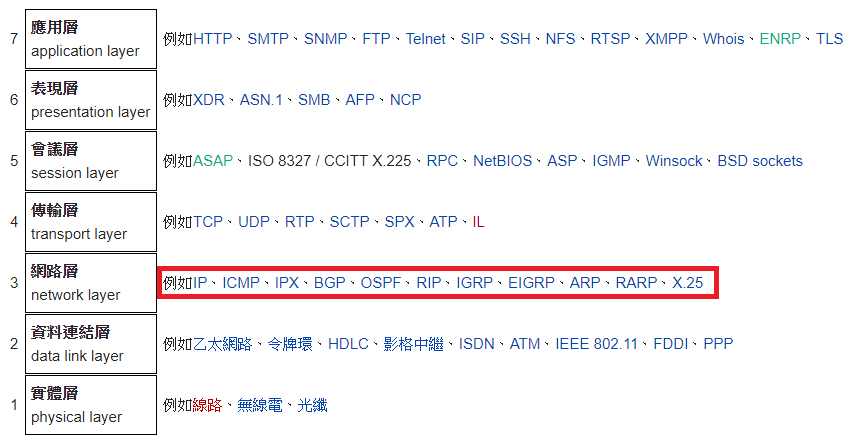 7 應用層 application layer 例如HTTP、SMTP、SNMP、FTP、Telnet、SIP、SSH、NFS、RTSP、XMPP、Whois、ENRP、TLS
6 表現層 presentation layer 例如XDR、ASN.1、SMB、AFP、NCP
5 會議層 session layer 例如ASAP、ISO 8327 / CCITT X.225、RPC、NetBIOS、ASP、IGMP、Winsock、BSD sockets
4 傳輸層 transport layer 例如TCP、UDP、RTP、SCTP、SPX、ATP、IL
3 網路層 network layer 例如IP、ICMP、IPX、BGP、OSPF、RIP、IGRP、EIGRP、ARP、RARP、X.25
2 資料連結層 data link layer 例如乙太網路、令牌環、HDLC、影格中繼、ISDN、ATM、IEEE 802.11、FDDI、PPP
1 實體層 physical layer 例如線路、無線電、光纖